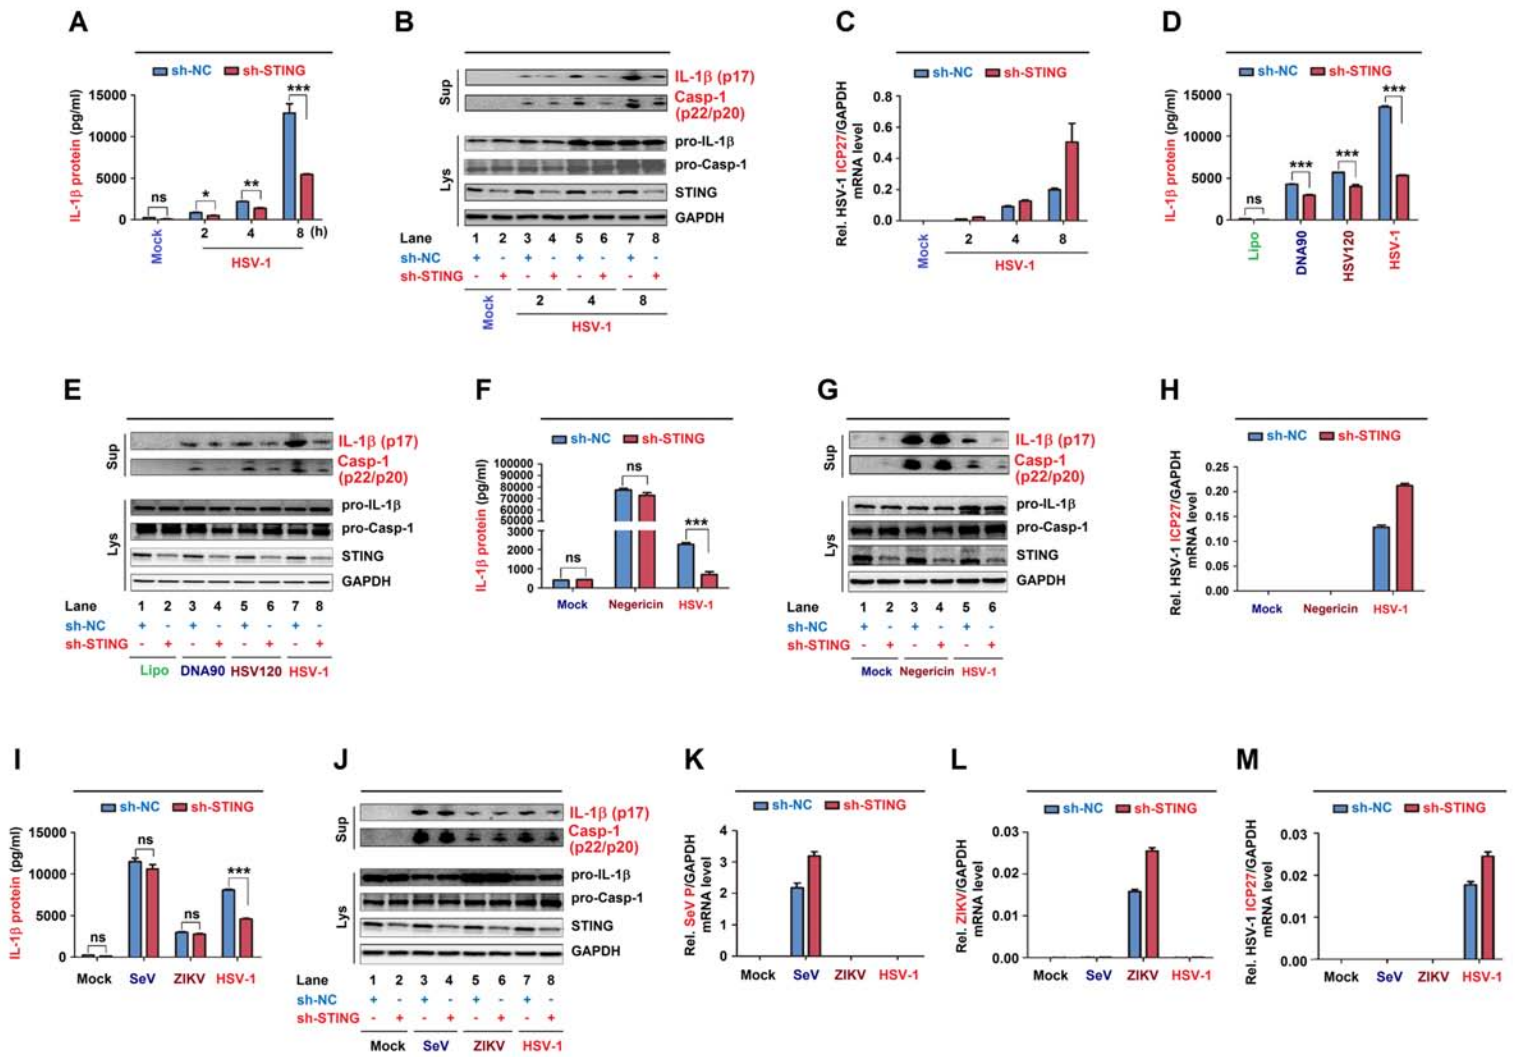 A
sh-NC sh-STING
IL-1β protein (pg/ml)
15000
10000
5000
0
ns * ** ***
Mock 2 4 8 (h)
HSV-1
B
Sup
IL-1β (p17)
Casp-1
(p22/p20)
Lys
pro-IL-1β
pro-Casp-1
STING
GAPDH
Lane 1 2 3 4 5 6 7 8
sh-NC + - + - + - + -
sh-STING - + - + - + - +
Mock 2 4 8
HSV-1
C
sh-NC sh-STING
Rel. HSV-1 ICP27/GAPDH
mRNA level
0.8
0.6
0.4
0.2
0.0
Mock 2 4 8
HSV-1
D
sh-NC sh-STING
IL-1β protein (pg/ml)
15000
10000
5000
0
ns *** *** ***
Lipo DNA90 HSV120 HSV-1
E
Sup
IL-1β (p17)
Casp-1
(p22/p20)
Lys
pro-IL-1β
pro-Casp-1
STING
GAPDH
Lane 1 2 3 4 5 6 7 8
sh-NC + - + - + - + -
sh-STING - + - + - + - +
Lipo DNA90 HSV120 HSV-1
F
sh-NC sh-STING
IL-1β protein (pg/ml)
100000
90000
80000
70000
60000
50000
3000
2000
1000
0
ns ns ***
Mock Negericin HSV-1
G
Sup
IL-1β (p17)
Casp-1
(p22/p20)
Lys
pro-IL-1β
pro-Casp-1
STING
GAPDH
Lane 1 2 3 4 5 6
sh-NC + - + - + -
sh-STING - + - + - +
Mock Negericin HSV-1
H
sh-NC sh-STING
Rel. HSV-1 ICP27/GAPDH
mRNA level
0.25
0.20
0.15
0.10
0.05
0.00
Mock Negericin HSV-1
I
sh-NC sh-STING
IL-1β protein (pg/ml)
15000
10000
5000
0
ns ns ns ***
Mock SeV ZIKV HSV-1
J
Sup
IL-1β (p17)
Casp-1
(p22/p20)
Lys
pro-IL-1β
pro-Casp-1
STING
GAPDH
Lane 1 2 3 4 5 6 7 8
sh-NC + - + - + - + -
sh-STING - + - + - + - +
Mock SeV ZIKV HSV-1
K
sh-NC sh-STING
Rel. SeV P/GAPDH
mRNA level
4
3
2
1
0
Mock SeV ZIKV HSV-1
L
sh-NC sh-STING
Rel. ZIKV/GAPDH
mRNA level
0.03
0.02
0.01
0.00
Mock SeV ZIKV HSV-1
M
sh-NC sh-STING
Rel. HSV-1 ICP27/GAPDH
mRNA level
0.03
0.02
0.01
0.00
Mock SeV ZIKV HSV-1